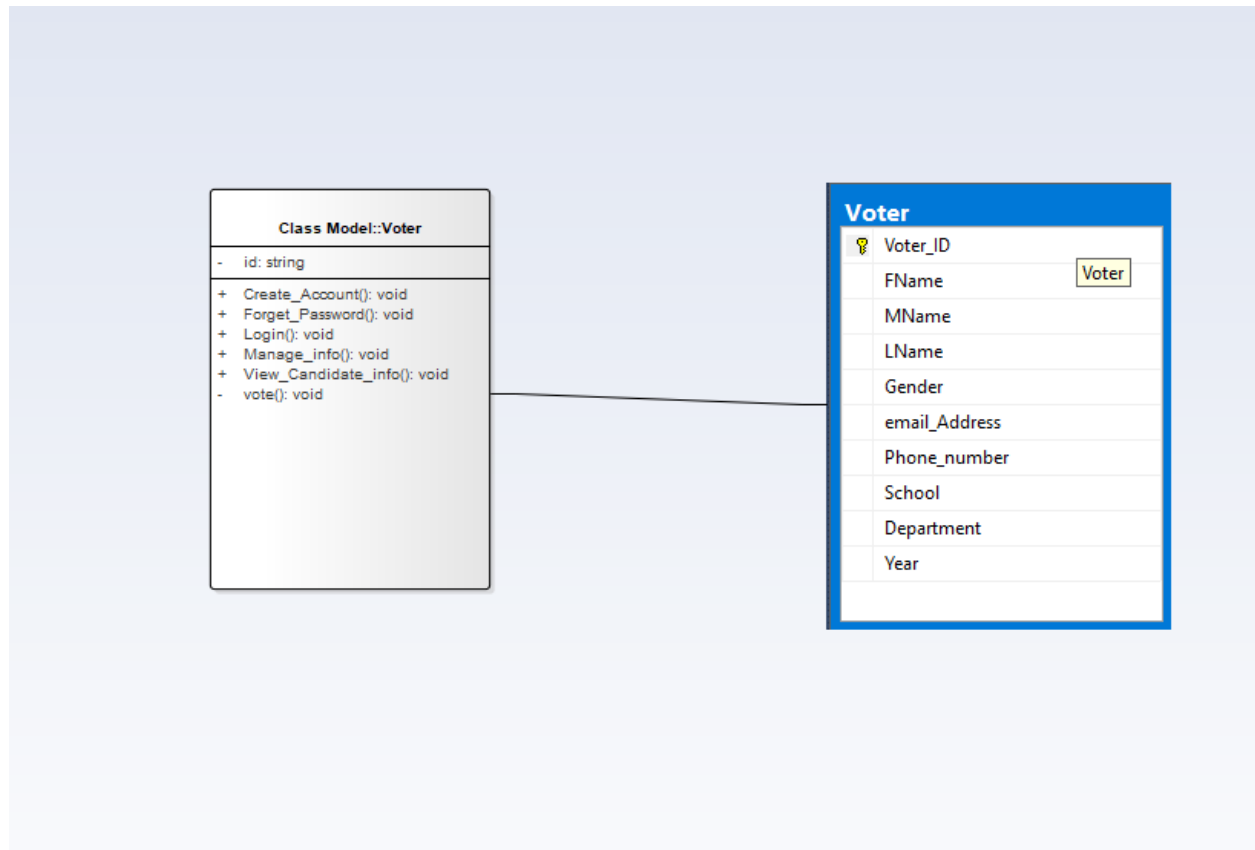 Class Model::Voter
- id: string
+ Create_Account(): void
+ Forget_Password(): void
+ Login(): void
+ Manage_info(): void
+ View_Candidate_info(): void
- vote(): void
Voter
Voter_ID
Voter
FName
MName
LName
Gender
email_Address
Phone_number
School
Department
Year